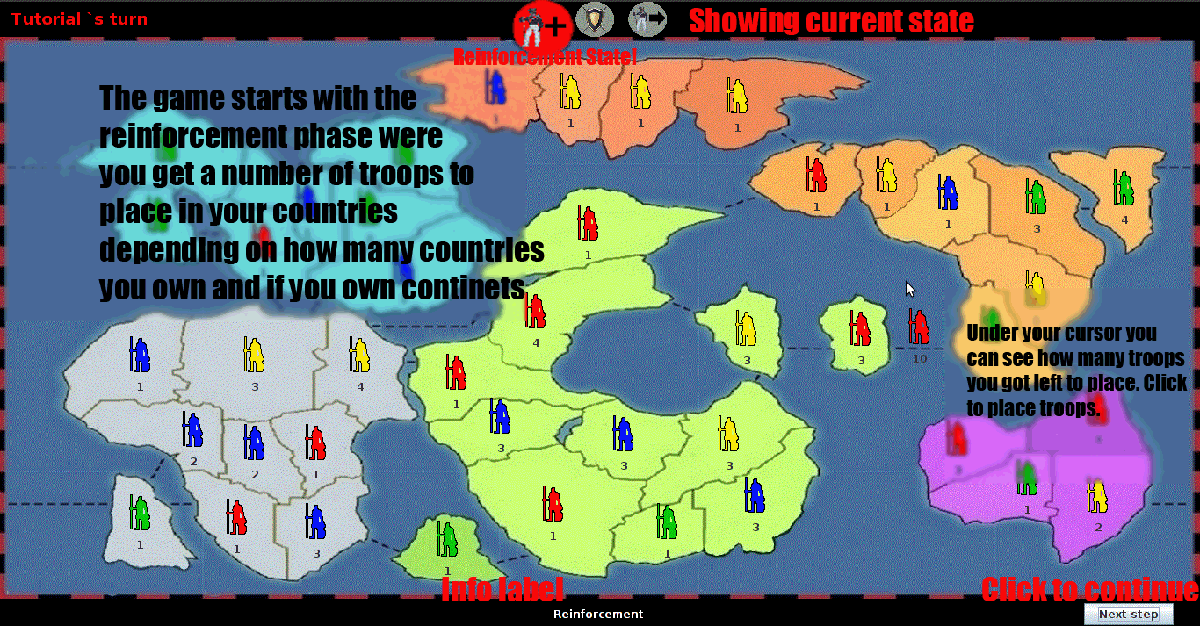 Tutorial `s turn
Showing current state
Reinforcement State!
The game starts with the
reinforcement phase were
you get a number of troops to
place in your countries
depending on how many countries
you own and if you own continets
1
1
1
1
1
1
3
4
1
4
3
3
10
Under your cursor you
can see how many troops
you got left to place. Click
to place troops.
1
3
4
1
2
2
1
3
3
3
3
1
2
1
1
3
1
1
3
1
Info label
Click to continue
Reinforcement
Next step